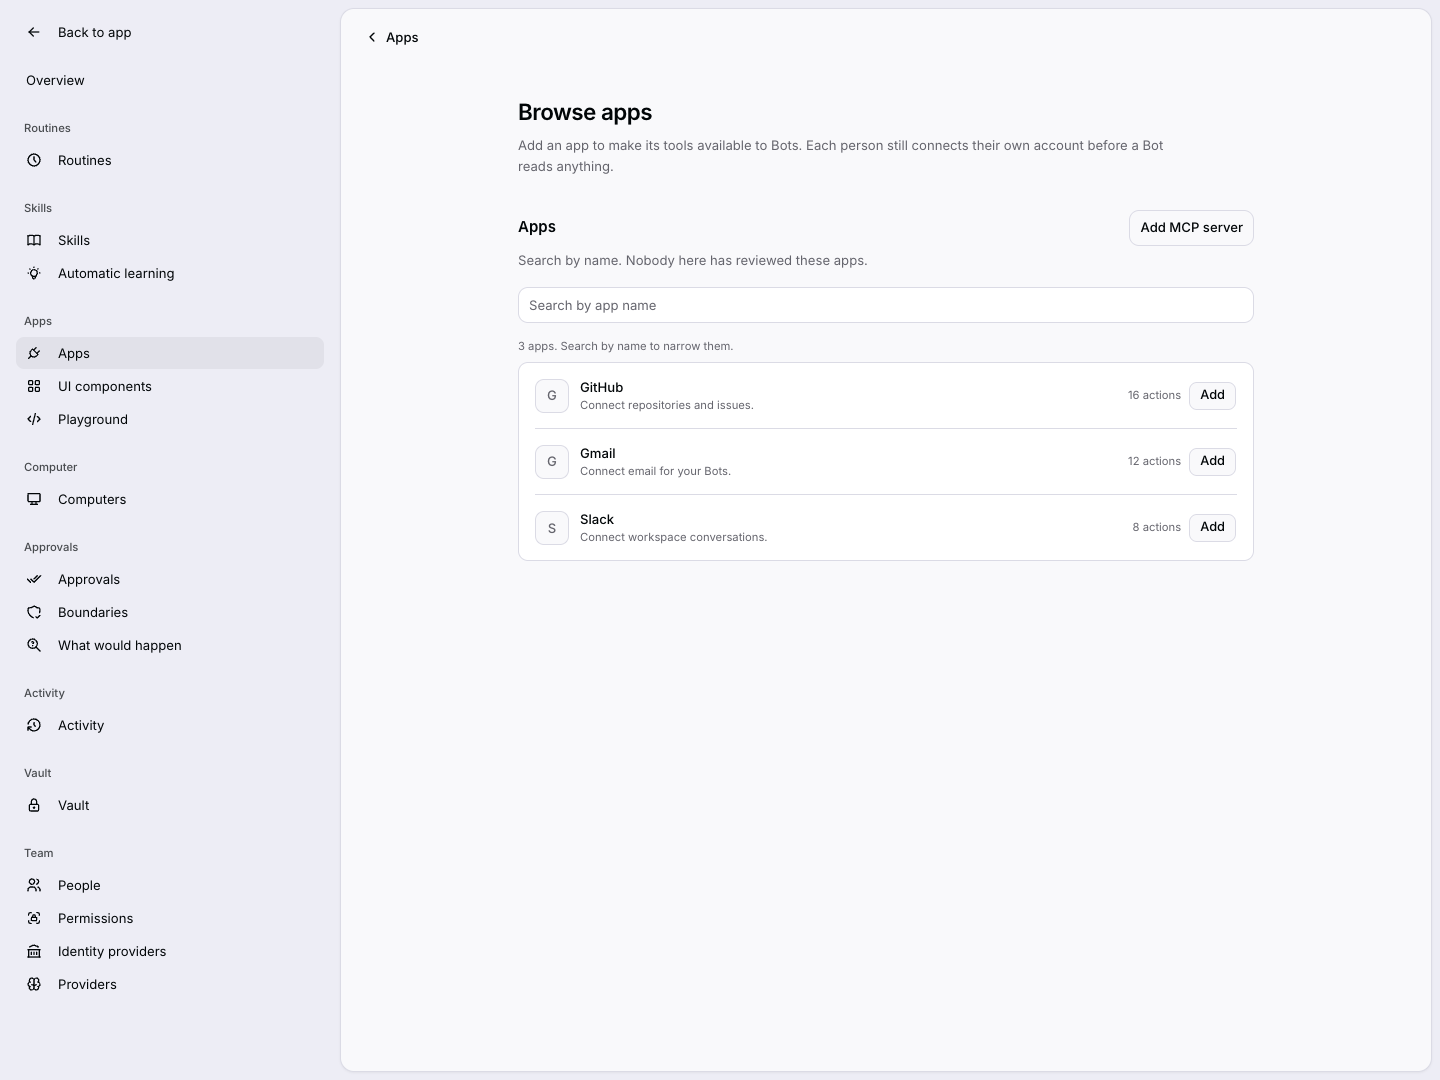 Back to app
Overview
Routines
Routines
Skills
Skills
Automatic learning
Apps
Apps
UI components
Playground
Computer
Computers
Approvals
Approvals
Boundaries
What would happen
Activity
Activity
Vault
Vault
Team
People
Permissions
Identity providers
Providers
Apps
Browse apps
Add an app to make its tools available to Bots. Each person still connects their own account before a Bot
reads anything.
Apps
Add MCP server
Search by name. Nobody here has reviewed these apps.
Search by app name
3 apps. Search by name to narrow them.
G
GitHub
Connect repositories and issues.
16 actions
Add
G
Gmail
Connect email for your Bots.
12 actions
Add
S
Slack
Connect workspace conversations.
8 actions
Add